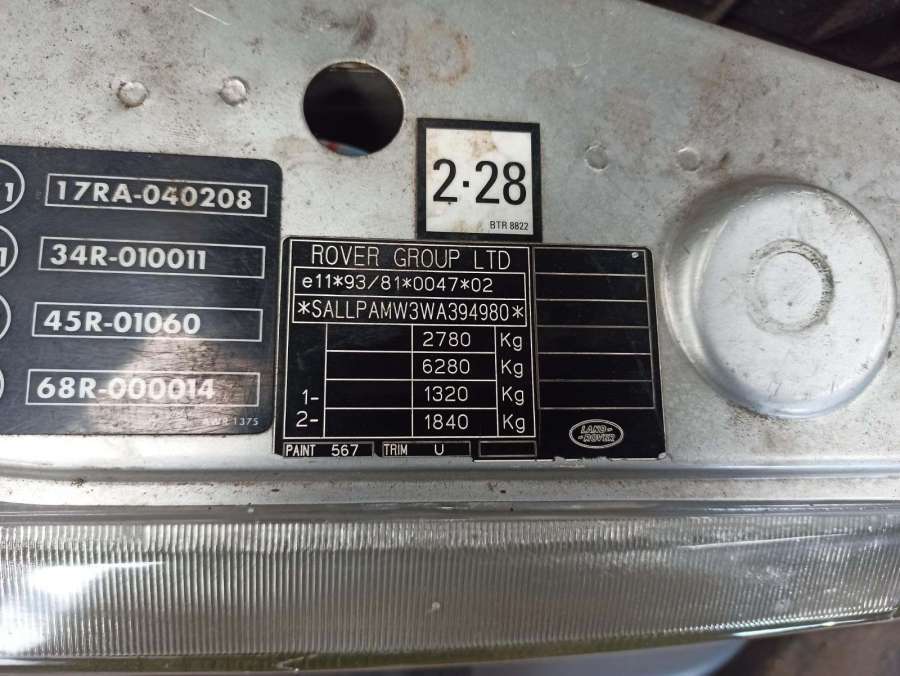 1
17RA-040208
1
34R-010011
45R-01060
68R-000014
AWR 1375
2·28
BTR 8822
ROVER GROUP LTD
e11*93/81*0047*02
*SALLPAMW3WA394980*
2780 Kg
6280 Kg
1- 1320 Kg
2- 1840 Kg
PAINT 567 TRIM U
LAND-
-ROVER